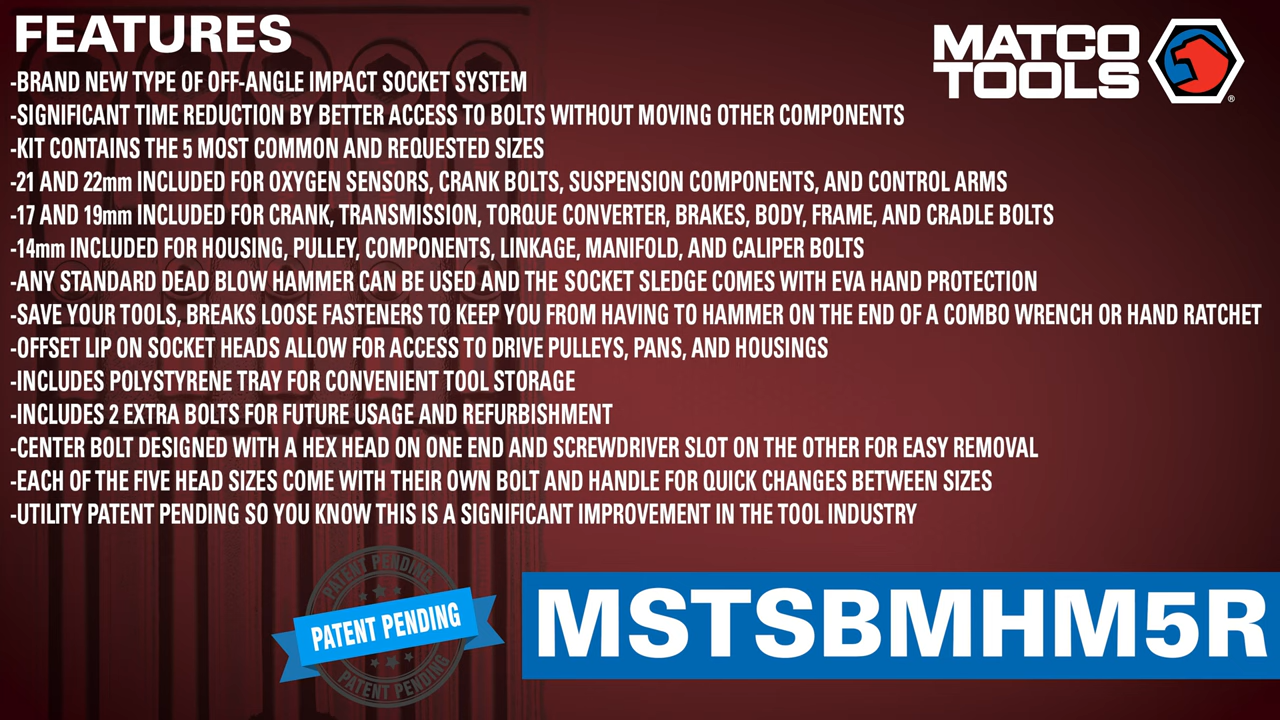 FEATURES
MATCO
TOOLS
®
-BRAND NEW TYPE OF OFF-ANGLE IMPACT SOCKET SYSTEM
-SIGNIFICANT TIME REDUCTION BY BETTER ACCESS TO BOLTS WITHOUT MOVING OTHER COMPONENTS
-KIT CONTAINS THE 5 MOST COMMON AND REQUESTED SIZES
-21 AND 22mm INCLUDED FOR OXYGEN SENSORS, CRANK BOLTS, SUSPENSION COMPONENTS, AND CONTROL ARMS
-17 AND 19mm INCLUDED FOR CRANK, TRANSMISSION, TORQUE CONVERTER, BRAKES, BODY, FRAME, AND CRADLE BOLTS
-14mm INCLUDED FOR HOUSING, PULLEY, COMPONENTS, LINKAGE, MANIFOLD, AND CALIPER BOLTS
-ANY STANDARD DEAD BLOW HAMMER CAN BE USED AND THE SOCKET SLEDGE COMES WITH EVA HAND PROTECTION
-SAVE YOUR TOOLS, BREAKS LOOSE FASTENERS TO KEEP YOU FROM HAVING TO HAMMER ON THE END OF A COMBO WRENCH OR HAND RATCHET
-OFFSET LIP ON SOCKET HEADS ALLOW FOR ACCESS TO DRIVE PULLEYS, PANS, AND HOUSINGS
-INCLUDES POLYSTYRENE TRAY FOR CONVENIENT TOOL STORAGE
-INCLUDES 2 EXTRA BOLTS FOR FUTURE USAGE AND REFURBISHMENT
-CENTER BOLT DESIGNED WITH A HEX HEAD ON ONE END AND SCREWDRIVER SLOT ON THE OTHER FOR EASY REMOVAL
-EACH OF THE FIVE HEAD SIZES COME WITH THEIR OWN BOLT AND HANDLE FOR QUICK CHANGES BETWEEN SIZES
-UTILITY PATENT PENDING SO YOU KNOW THIS IS A SIGNIFICANT IMPROVEMENT IN THE TOOL INDUSTRY
PATENT PENDING
PATENT PENDING
PATENT PENDING
MSTSBMHM5R